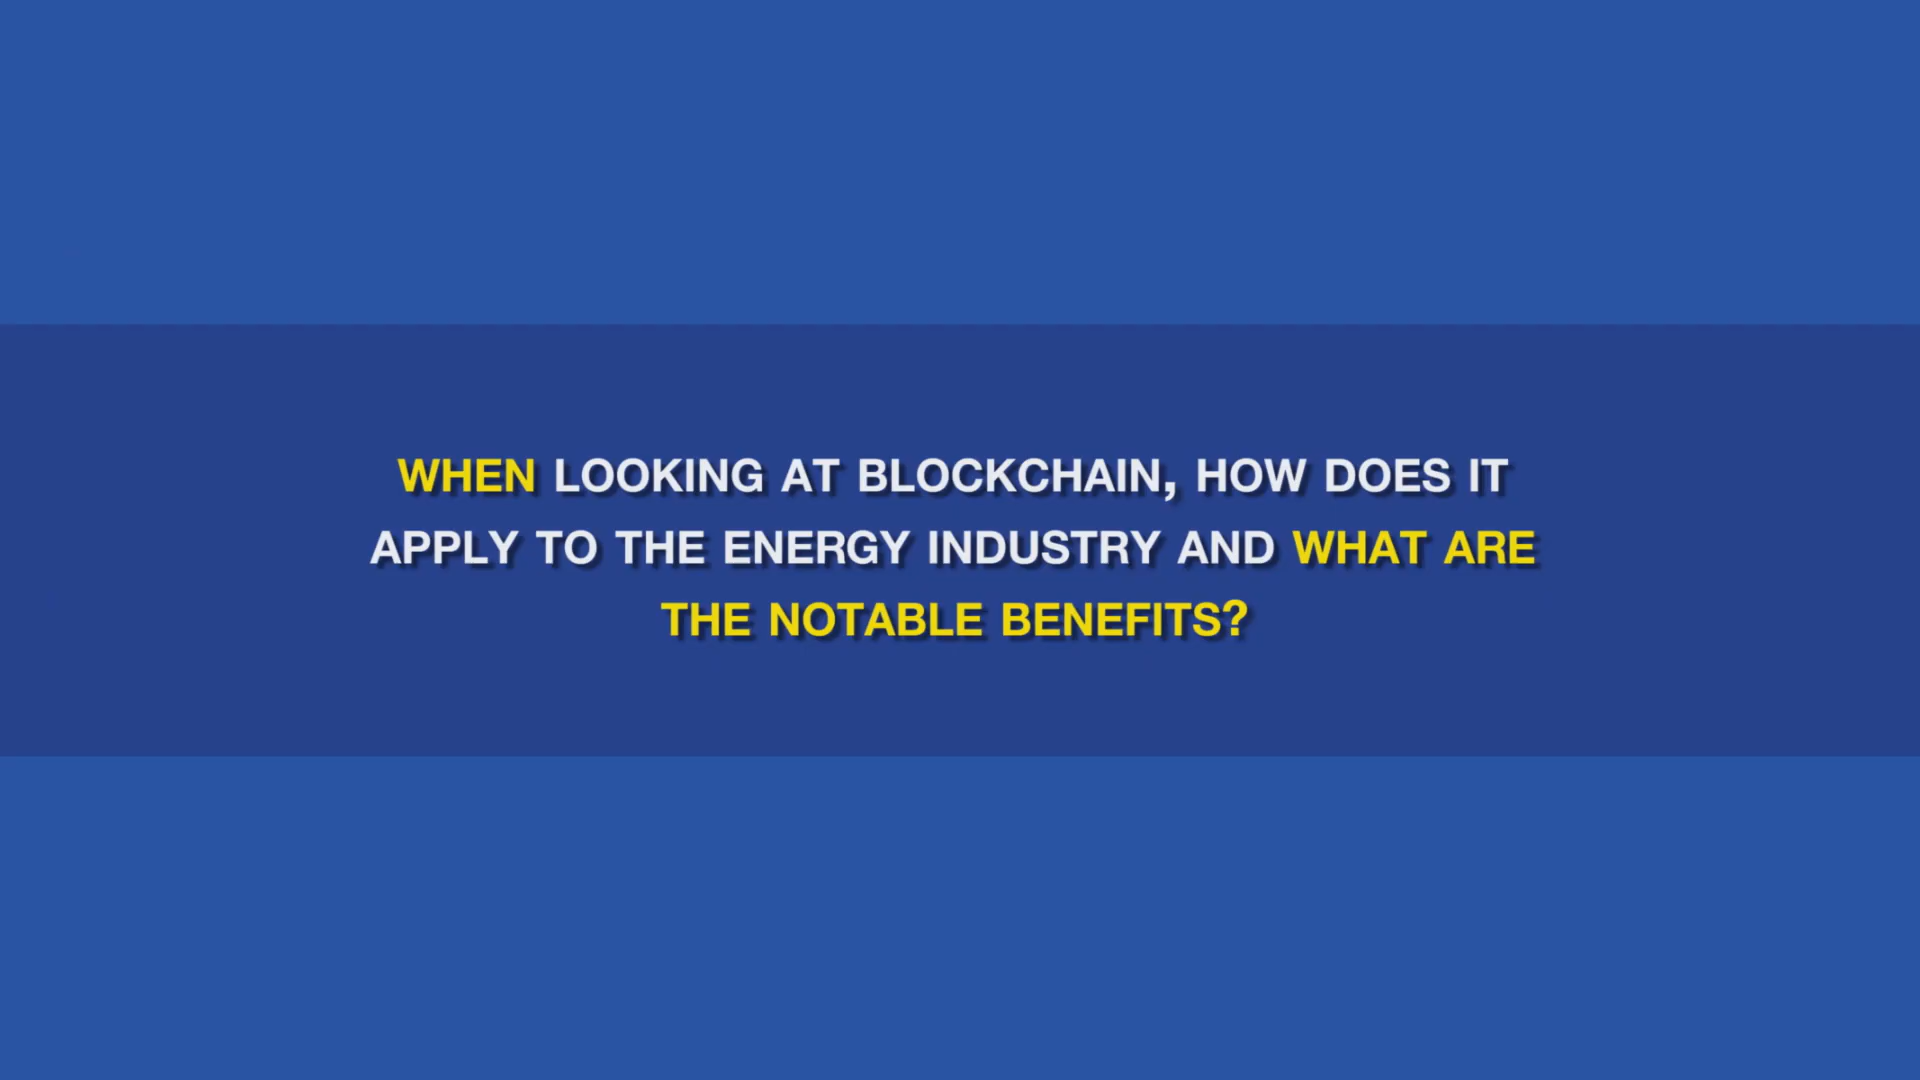 WHEN LOOKING AT BLOCKCHAIN, HOW DOES IT
APPLY TO THE ENERGY INDUSTRY AND WHAT ARE
THE NOTABLE BENEFITS?